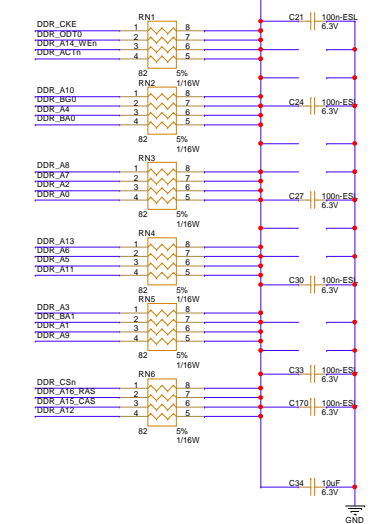 RN1
DDR_CKE 1 8
DDR_ODT0 2 7
DDR_A14_WEn 3 6
DDR_ACTn 4 5
82 5%
1/16W
C21 100n-ESL
6.3V
RN2
DDR_A10 1 8
DDR_BG0 2 7
DDR_A4 3 6
DDR_BA0 4 5
82 5%
1/16W
C24 100n-ESL
6.3V
RN3
DDR_A8 1 8
DDR_A7 2 7
DDR_A2 3 6
DDR_A0 4 5
82 5%
1/16W
C27 100n-ESL
6.3V
RN4
DDR_A13 1 8
DDR_A6 2 7
DDR_A5 3 6
DDR_A11 4 5
82 5%
1/16W
C30 100n-ESL
6.3V
RN5
DDR_A3 1 8
DDR_BA1 2 7
DDR_A1 3 6
DDR_A9 4 5
82 5%
1/16W
C33 100n-ESL
6.3V
RN6
DDR_CSn 1 8
DDR_A16_RAS 2 7
DDR_A15_CAS 3 6
DDR_A12 4 5
82 5%
1/16W
C170 100n-ESL
6.3V
C34 10uF
6.3V
GND